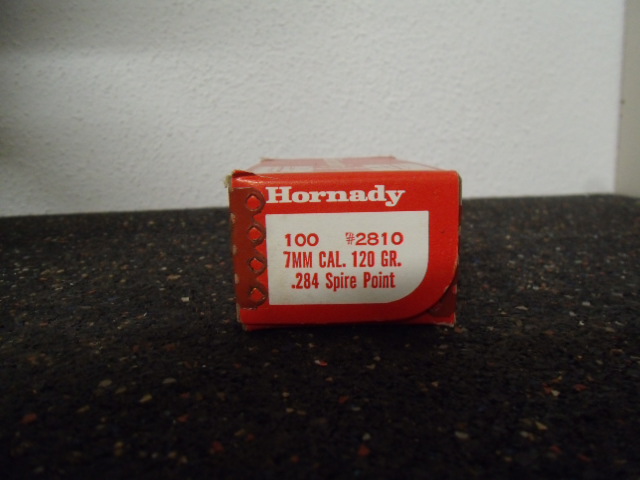 Hornady
100 #2810
7MM CAL. 120 GR.
.284 Spire Point